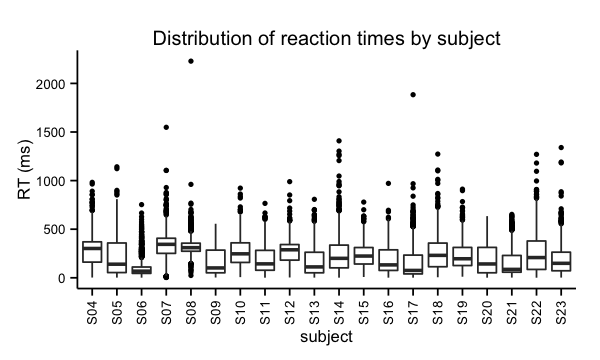 Distribution of reaction times by subject
RT (ms)
2000
1500
1000
500
0
S04 S05 S06 S07 S08 S09 S10 S11 S12 S13 S14 S15 S16 S17 S18 S19 S20 S21 S22 S23
subject